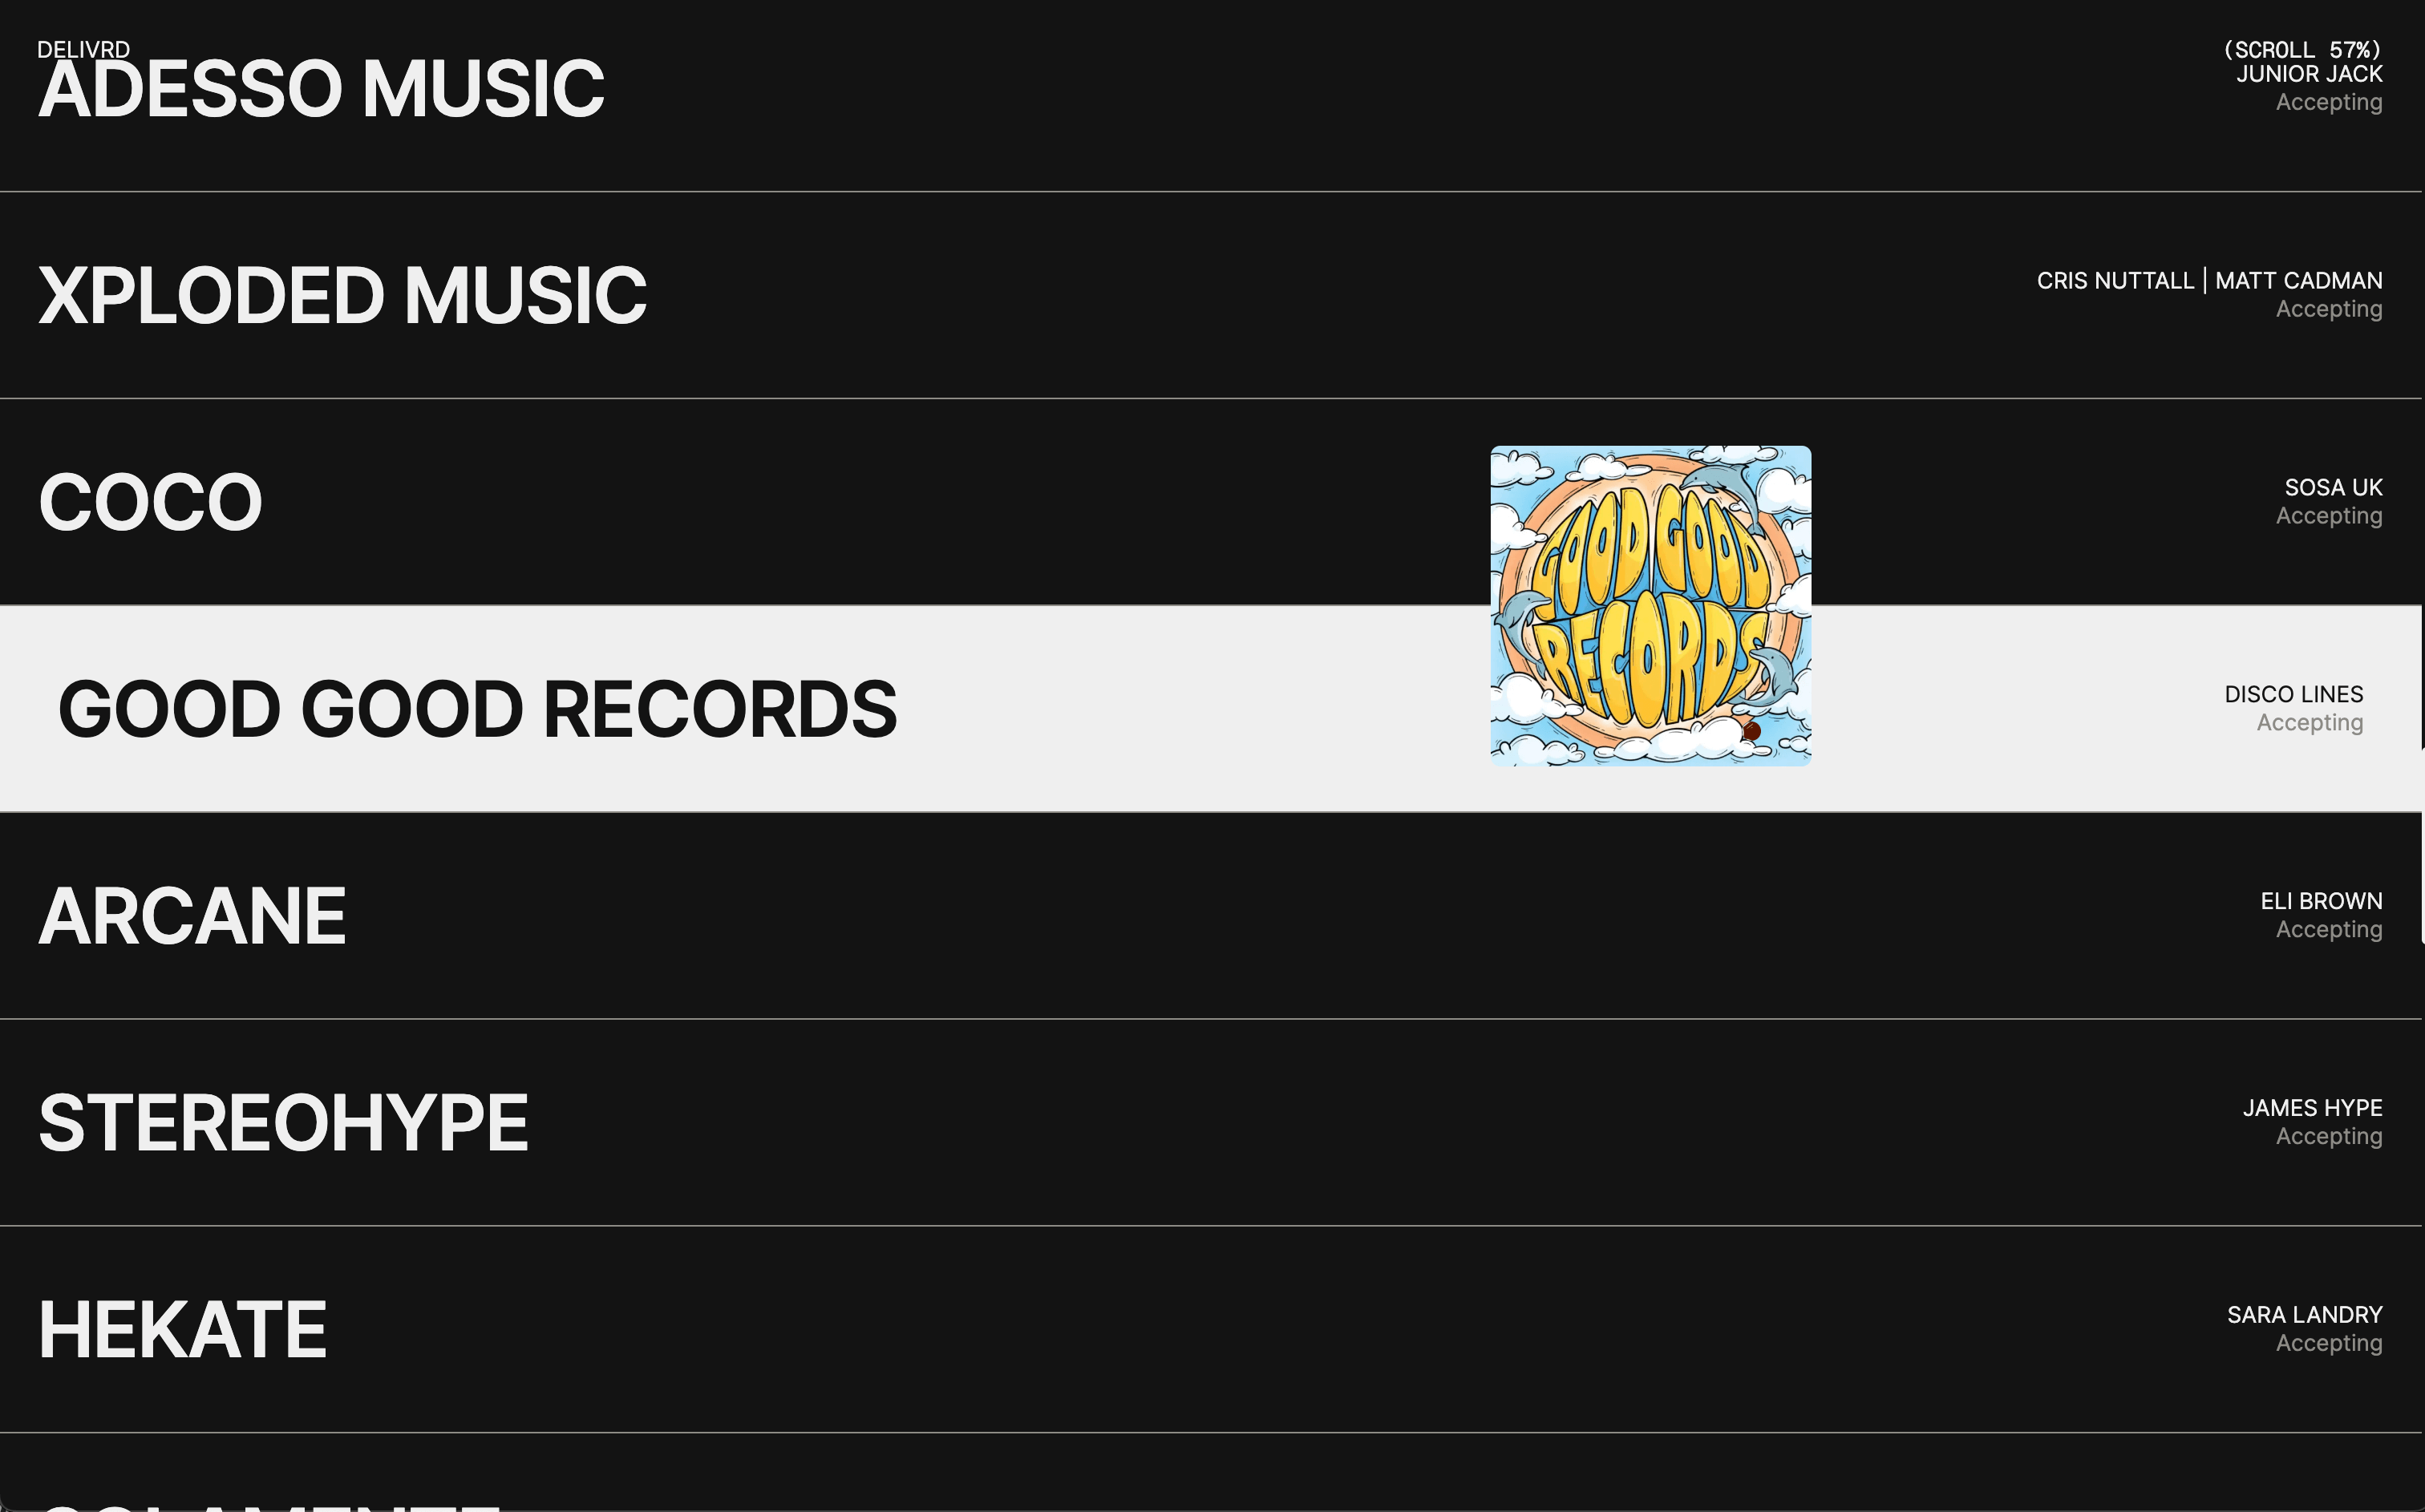 DELIVRD
(SCROLL 57%)
ADESSO MUSIC
JUNIOR JACK
Accepting
XPLODED MUSIC
CRIS NUTTALL | MATT CADMAN
Accepting
COCO
SOSA UK
Accepting
GOOD GOOD
RECORDS
GOOD GOOD RECORDS
DISCO LINES
Accepting
ARCANE
ELI BROWN
Accepting
STEREOHYPE
JAMES HYPE
Accepting
HEKATE
SARA LANDRY
Accepting